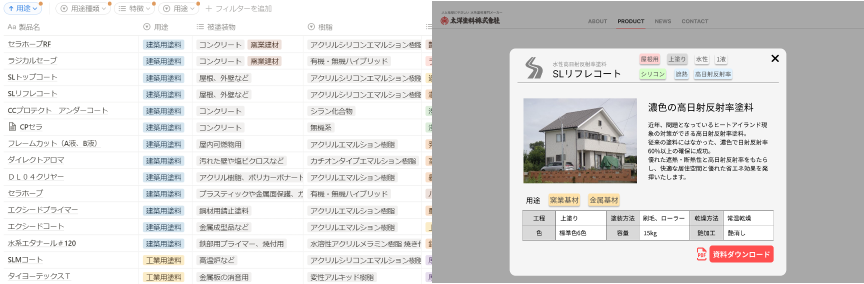 用途
用途種類
特徴
用途
フィルターを追加
Aa 製品名 用途 被塗装物 樹脂
セラホープRF 建築用塗料 コンクリート 窯業建材 アクリルシリコンエマルション樹脂
ラジカルセーブ 建築用塗料 コンクリート 窯業建材 有機・無機ハイブリッド
SLトップコート 建築用塗料 屋根、外壁など アクリルシリコンエマルション樹脂
SLリフレコート 建築用塗料 屋根、外壁など アクリルシリコンエマルション樹脂
CCプロテクト アンダーコート 建築用塗料 コンクリート シラン化合物
CPセラ 建築用塗料 コンクリート 無機系
フレームカット（A液、B液） 建築用塗料 屋内可燃物用 アクリルエマルション樹脂
ダイレクトアロマ 建築用塗料 汚れた壁や塩ビクロスなど カチオンタイプエマルション樹脂
DL04クリヤー 建築用塗料 アクリル樹脂、ポリカーボネート アクリルエマルション樹脂
セラホープ 建築用塗料 プラスティックや金属面保護、ガ 有機・無機ハイブリッド
エクシードプライマー 建築用塗料 鋼材用錆止塗料 アクリルエマルション樹脂
エクシードコート 建築用塗料 金属成型品など アクリルエマルション樹脂
水系エタナール#120 建築用塗料 鉄部用プライマー、焼付用 水溶性アクリルメラミン樹脂 焼き付
SLMコート 工業用塗料 高温炉など アクリルシリコンエマルション樹脂
タイヨーテックスT 工業用塗料 金属板の消音用 変性アルキッド樹脂
太洋塗料株式会社
ABOUT PRODUCT NEWS CONTACT
水性高日射反射率塗料
SLリフレコート
屋根用 上塗り 水性 1液
シリコン 遮熱 高日射反射率
濃色の高日射反射率塗料
近年、問題となっているヒートアイランド現
象の対策ができる高日射反射率塗料。
従来の塗料にはなかった、濃色で日射反射率
60%以上の確保に成功。
優れた遮熱・断熱性と高日射反射率をもたら
し、快適な居住空間と優れた省エネ効果を発
揮いたします。
用途 窯業基材 金属基材
工程 上塗り 塗装方法 刷毛、ローラー 乾燥方法 常温乾燥
色 標準色6色 容量 15kg 艶加工 艶消し
PDF 資料ダウンロード